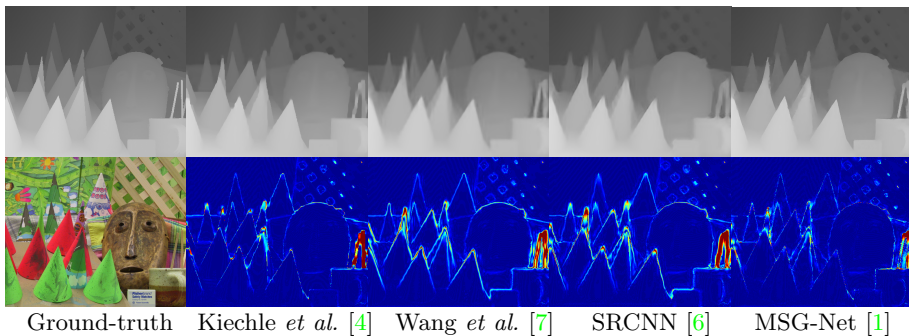 Ground-truth Kiechle et al. [4] Wang et al. [7] SRCNN [6] MSG-Net [1]